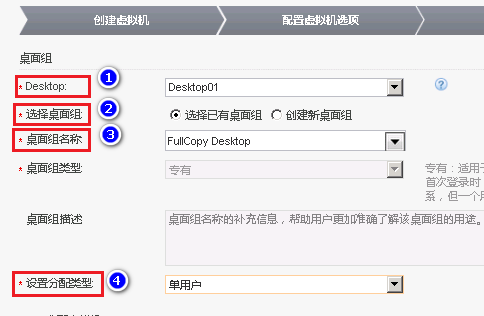 创建虚拟机 配置虚拟机选项
桌面组
* Desktop: 1 Desktop01 ?
* 选择桌面组: 2 选择已有桌面组 创建新桌面组
* 桌面组名称: 3 FullCopy Desktop
* 桌面组类型: 专有 专有：适用于
首次登录时
系，但一个用
桌面组描述 桌面组名称的补充信息，帮助用户更加准确了解该桌面组的用途。
* 设置分配类型: 4 单用户